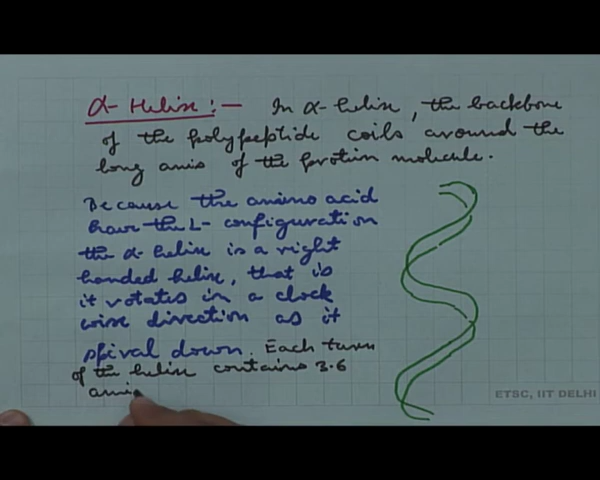 α- Helix :— In α-helix, the backbone
of the polypeptide coils around the
long axis of the protein molecule.
Because the amino acid
have the L- configuration
the α-helix is a right
handed helix, that is
it rotates in a clock
wise direction as it
spiral down. Each turn
of the helix contains 3.6
amin
ETSC, IIT DELHI